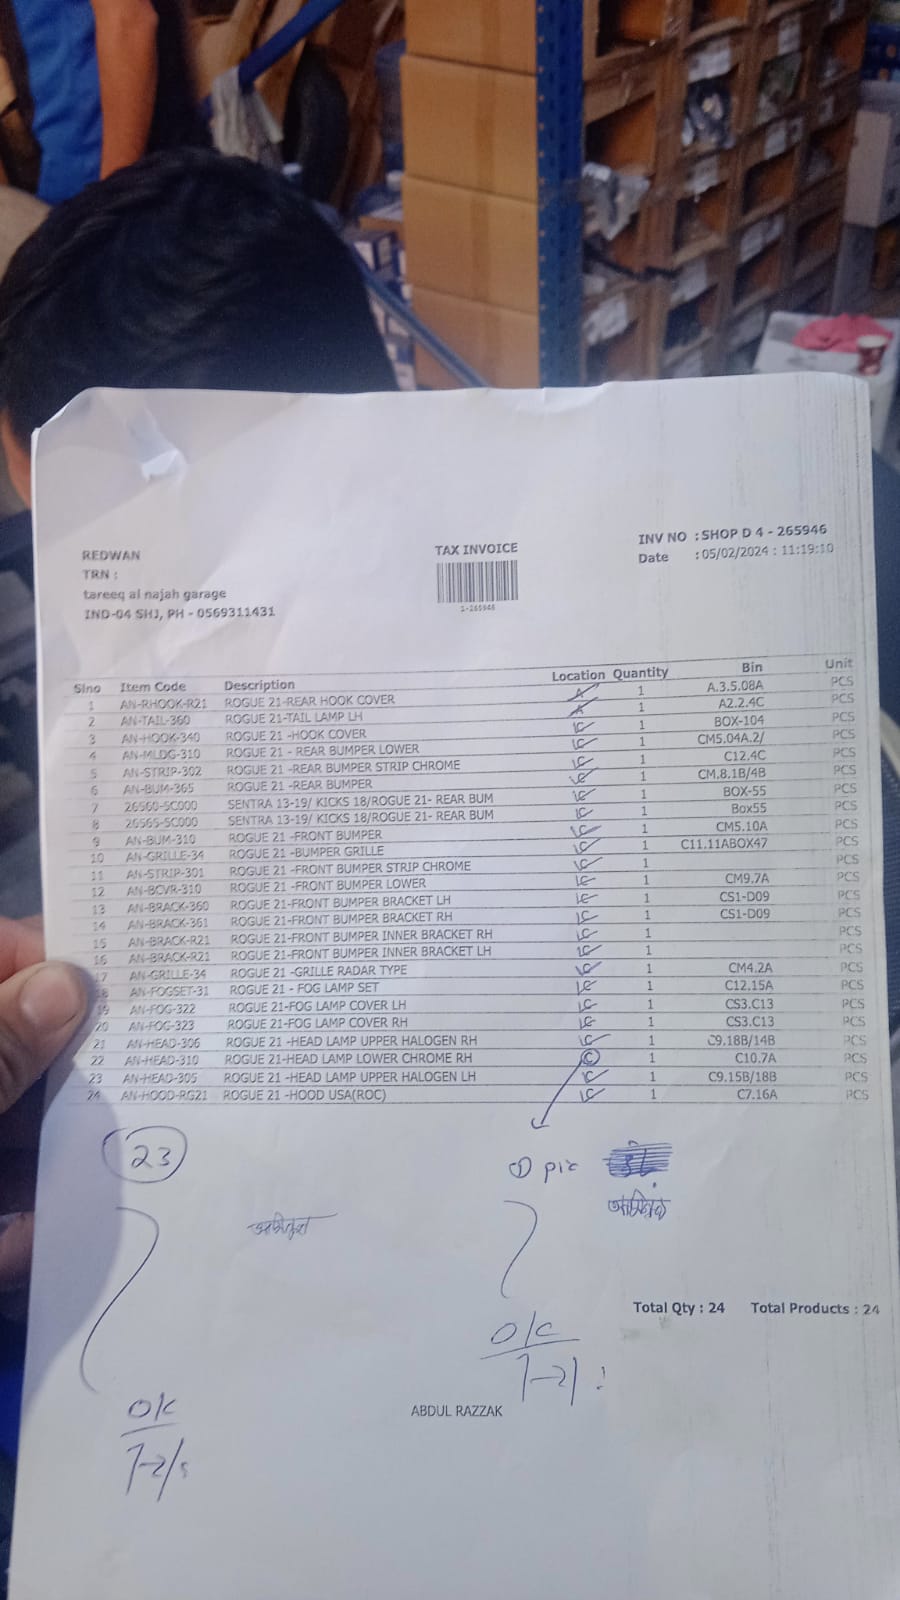 REDWAN
TAX INVOICE
INV NO : SHOP D 4 - 265946
TRN :
Date : 05/02/2024 : 11:19:10
tareeq al najah garage
1-265946
IND-04 SHJ, PH - 0569311431
Slno Item Code Description Location Quantity Bin Unit
1 AN-RHOOK-R21 ROGUE 21-REAR HOOK COVER A 1 A.3.5.08A PCS
2 AN-TAIL-360 ROGUE 21-TAIL LAMP LH A 1 A2.2.4C PCS
3 AN-HOOK-340 ROGUE 21 -HOOK COVER C 1 BOX-104 PCS
4 AN-MLDG-310 ROGUE 21 - REAR BUMPER LOWER C 1 CM5.04A.2/ PCS
5 AN-STRIP-302 ROGUE 21 -REAR BUMPER STRIP CHROME C 1 C12.4C PCS
6 AN-BUM-365 ROGUE 21 -REAR BUMPER C 1 CM.8.1B/4B PCS
7 26560-5C000 SENTRA 13-19/ KICKS 18/ROGUE 21- REAR BUM C 1 BOX-55 PCS
8 26565-5C000 SENTRA 13-19/ KICKS 18/ROGUE 21- REAR BUM C 1 Box55 PCS
9 AN-BUM-310 ROGUE 21 -FRONT BUMPER C 1 CM5.10A PCS
10 AN-GRILLE-34 ROGUE 21 -BUMPER GRILLE C 1 C11.11ABOX47 PCS
11 AN-STRIP-301 ROGUE 21 -FRONT BUMPER STRIP CHROME C 1 PCS
12 AN-BCVR-310 ROGUE 21 -FRONT BUMPER LOWER C 1 CM9.7A PCS
13 AN-BRACK-360 ROGUE 21-FRONT BUMPER BRACKET LH C 1 CS1-D09 PCS
14 AN-BRACK-361 ROGUE 21-FRONT BUMPER BRACKET RH C 1 CS1-D09 PCS
15 AN-BRACK-R21 ROGUE 21-FRONT BUMPER INNER BRACKET RH C 1 PCS
16 AN-BRACK-R21 ROGUE 21-FRONT BUMPER INNER BRACKET LH C 1 PCS
17 AN-GRILLE-34 ROGUE 21 -GRILLE RADAR TYPE C 1 CM4.2A PCS
18 AN-FOGSET-31 ROGUE 21 - FOG LAMP SET C 1 C12.15A PCS
19 AN-FOG-322 ROGUE 21-FOG LAMP COVER LH C 1 CS3.C13 PCS
20 AN-FOG-323 ROGUE 21-FOG LAMP COVER RH C 1 CS3.C13 PCS
21 AN-HEAD-306 ROGUE 21 -HEAD LAMP UPPER HALOGEN RH C 1 C9.18B/14B PCS
22 AN-HEAD-310 ROGUE 21-HEAD LAMP LOWER CHROME RH C 1 C10.7A PCS
23 AN-HEAD-305 ROGUE 21 -HEAD LAMP UPPER HALOGEN LH C 1 C9.15B/18B PCS
24 AN-HOOD-RG21 ROGUE 21 -HOOD USA(ROC) C 1 C7.16A PCS
23
1 pic
Total Qty : 24 Total Products : 24
OK
ABDUL RAZZAK
OK